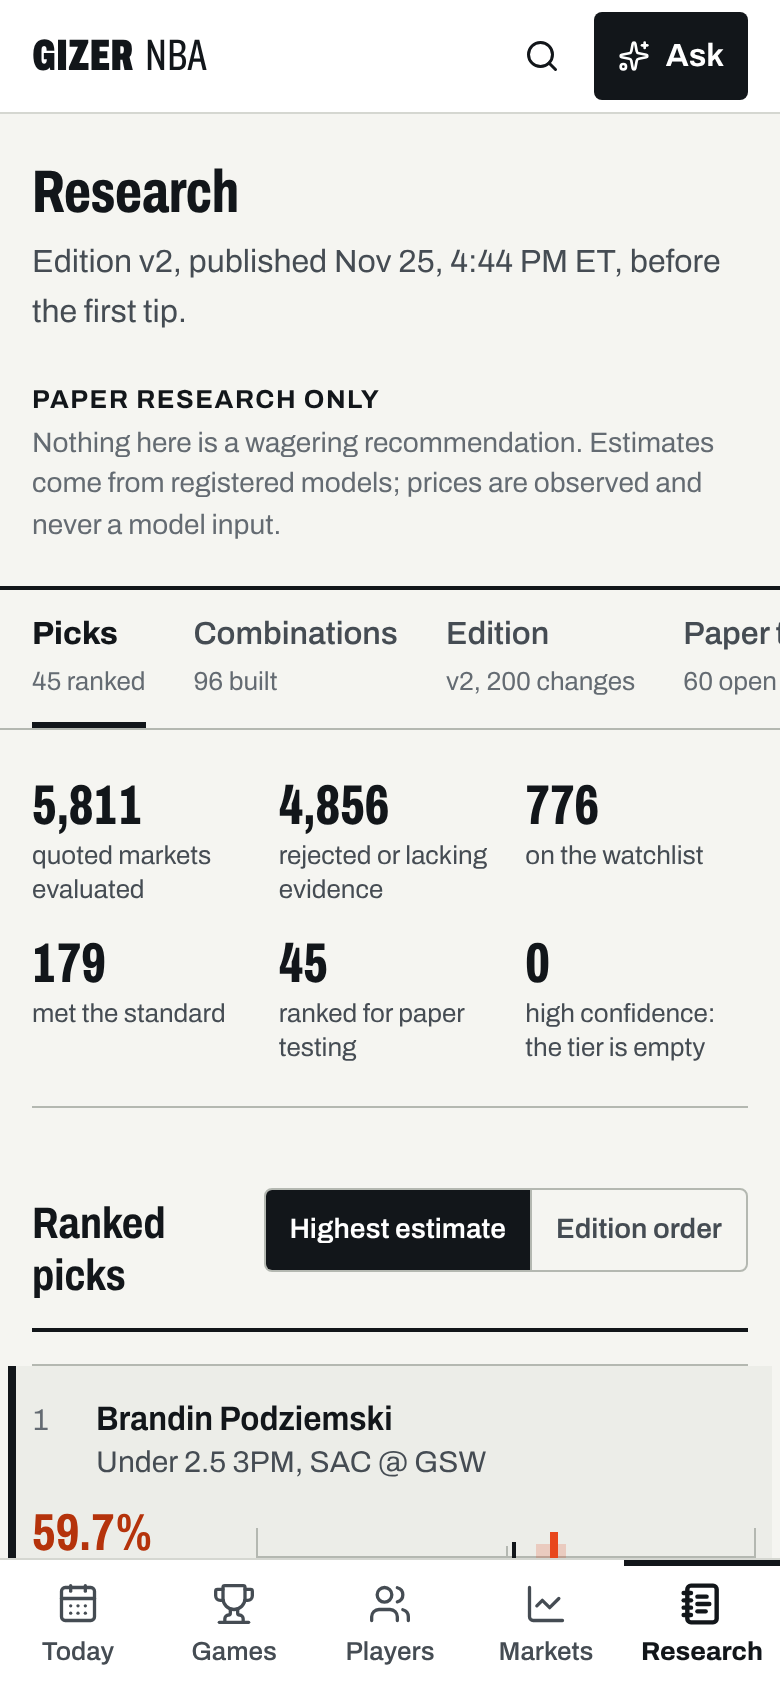 GIZER NBA
Ask
Research
Edition v2, published Nov 25, 4:44 PM ET, before
the first tip.
PAPER RESEARCH ONLY
Nothing here is a wagering recommendation. Estimates
come from registered models; prices are observed and
never a model input.
Picks
45 ranked
Combinations
96 built
Edition
v2, 200 changes
Paper t
60 open
5,811
quoted markets
evaluated
4,856
rejected or lacking
evidence
776
on the watchlist
179
met the standard
45
ranked for paper
testing
0
high confidence:
the tier is empty
Ranked
picks
Highest estimate
Edition order
1
Brandin Podziemski
Under 2.5 3PM, SAC @ GSW
59.7%
Today
Games
Players
Markets
Research